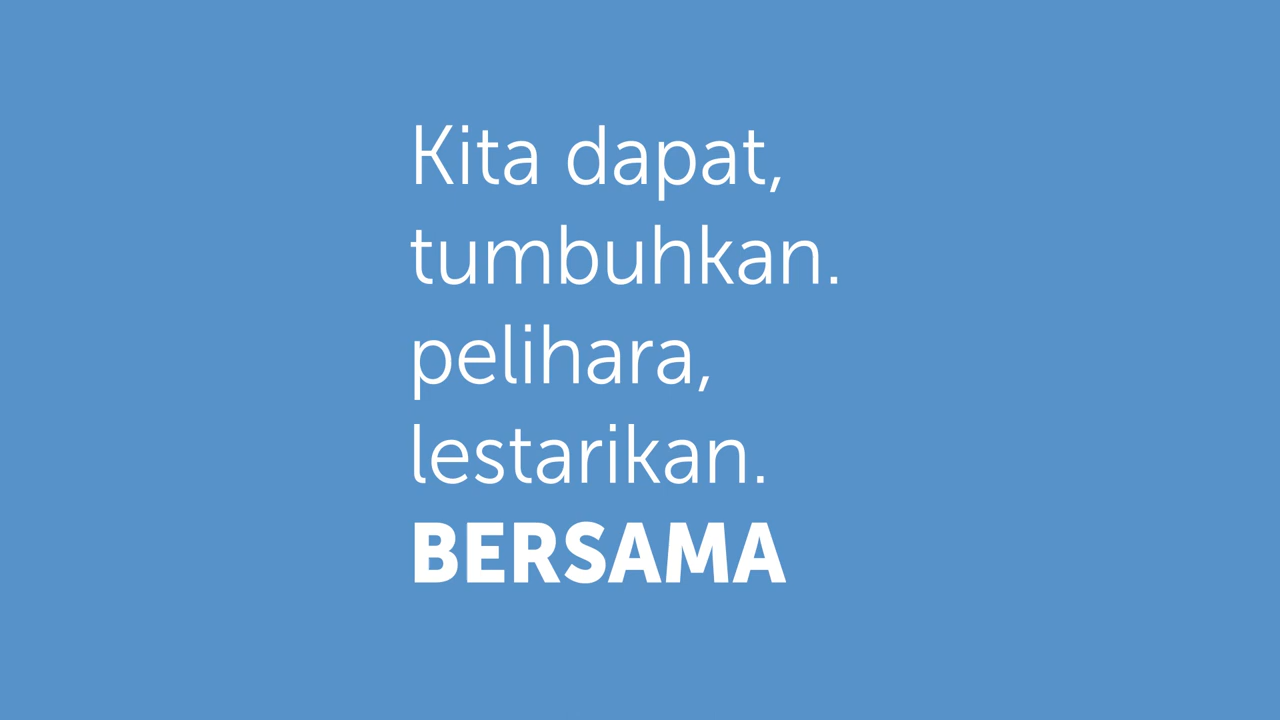 Kita dapat,
tumbuhkan.
pelihara,
lestarikan.
BERSAMA